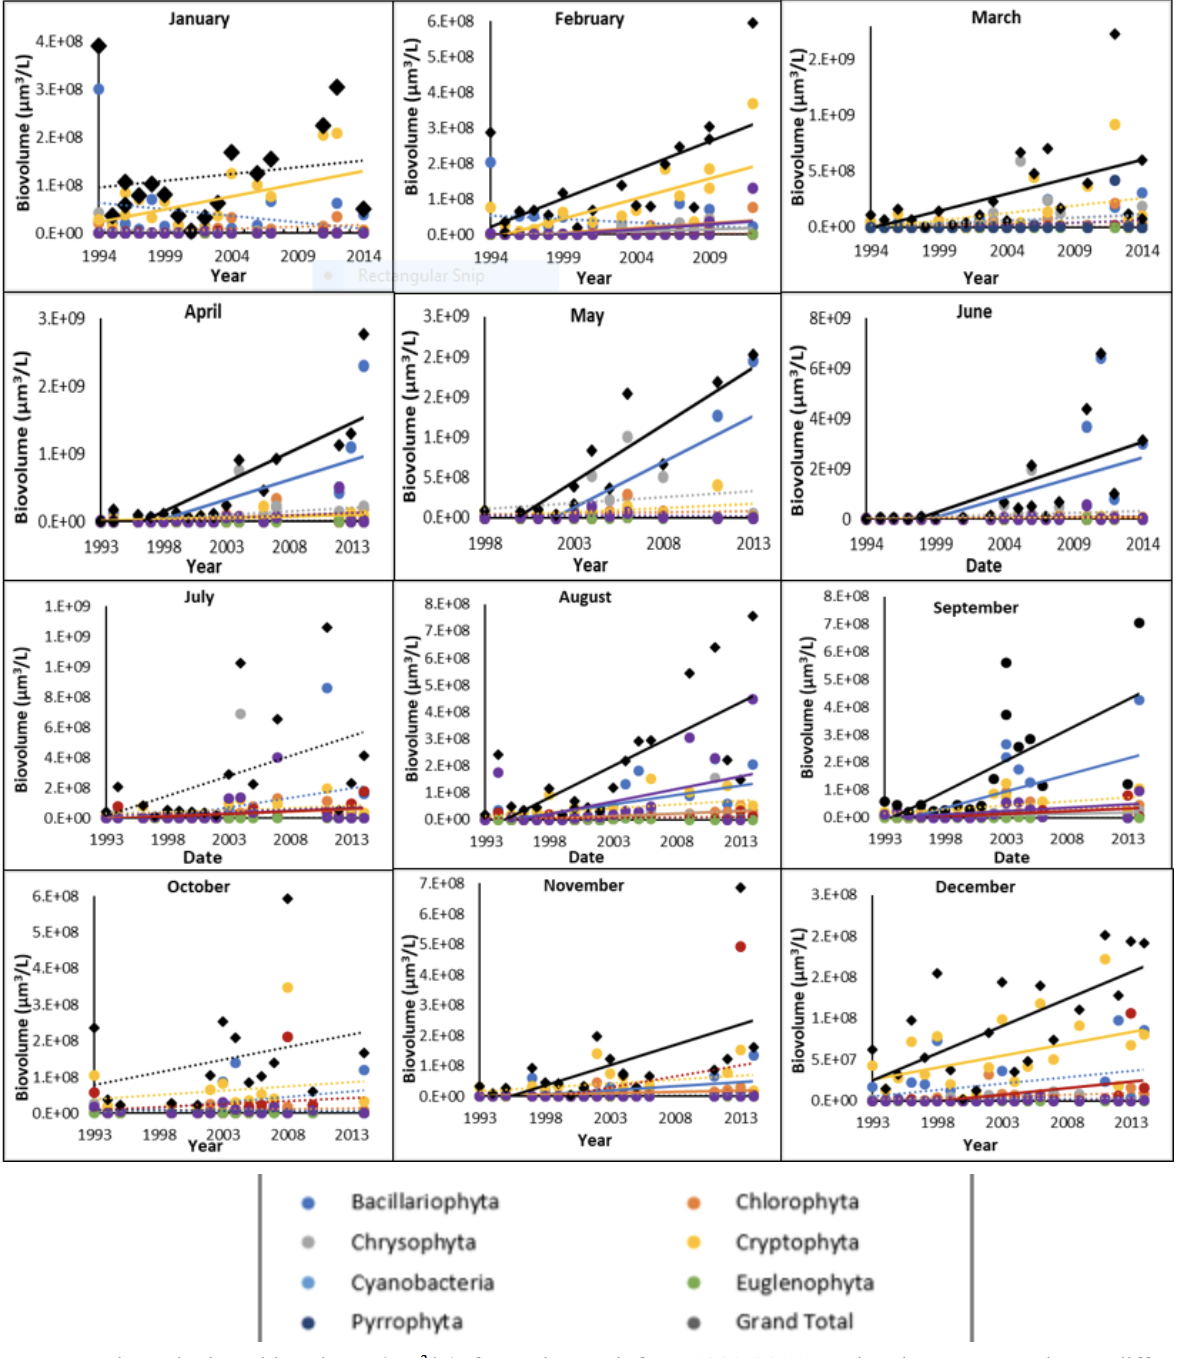 January
Biovolume (µm³/L)
4.E+08
3.E+08
2.E+08
1.E+08
0.E+00
1994 1999 2004 2009 2014
Year
February
Biovolume (µm³/L)
6.E+08
5.E+08
4.E+08
3.E+08
2.E+08
1.E+08
0.E+00
1994 1999 2004 2009
Year
March
Biovolume (µm³/L)
2.E+09
1.E+09
5.E+08
0.E+00
1994 1999 2004 2009 2014
Year
Rectangular Snip
April
Biovolume (µm³/L)
3.E+09
2.E+09
1.E+09
0.E+00
1993 1998 2003 2008 2013
Year
May
Biovolume (µm³/L)
3.E+09
2.E+09
2.E+09
1.E+09
5.E+08
0.E+00
1998 2003 2008 2013
Year
June
Biovolume (µm³/L)
8E+09
6E+09
4E+09
2E+09
0
1994 1999 2004 2009 2014
Date
July
Biovolume (µm³/L)
1.E+09
1.E+09
1.E+09
8.E+08
6.E+08
4.E+08
2.E+08
0.E+00
1993 1998 2003 2008 2013
Date
August
Biovolume (µm³/L)
8.E+08
7.E+08
6.E+08
5.E+08
4.E+08
3.E+08
2.E+08
1.E+08
0.E+00
1993 1998 2003 2008 2013
Date
September
Biovolume (µm³/L)
8.E+08
7.E+08
6.E+08
5.E+08
4.E+08
3.E+08
2.E+08
1.E+08
0.E+00
1993 1998 2003 2008 2013
Date
October
Biovolume (µm³/L)
6.E+08
5.E+08
4.E+08
3.E+08
2.E+08
1.E+08
0.E+00
1993 1998 2003 2008 2013
Year
November
Biovolume (µm³/L)
7.E+08
6.E+08
5.E+08
4.E+08
3.E+08
2.E+08
1.E+08
0.E+00
1993 1998 2003 2008 2013
Year
December
Biovolume (µm³/L)
3.E+08
2.E+08
2.E+08
1.E+08
5.E+07
0.E+00
1993 1998 2003 2008 2013
Year
Bacillariophyta Chlorophyta
Chrysophyta Cryptophyta
Cyanobacteria Euglenophyta
Pyrrophyta Grand Total